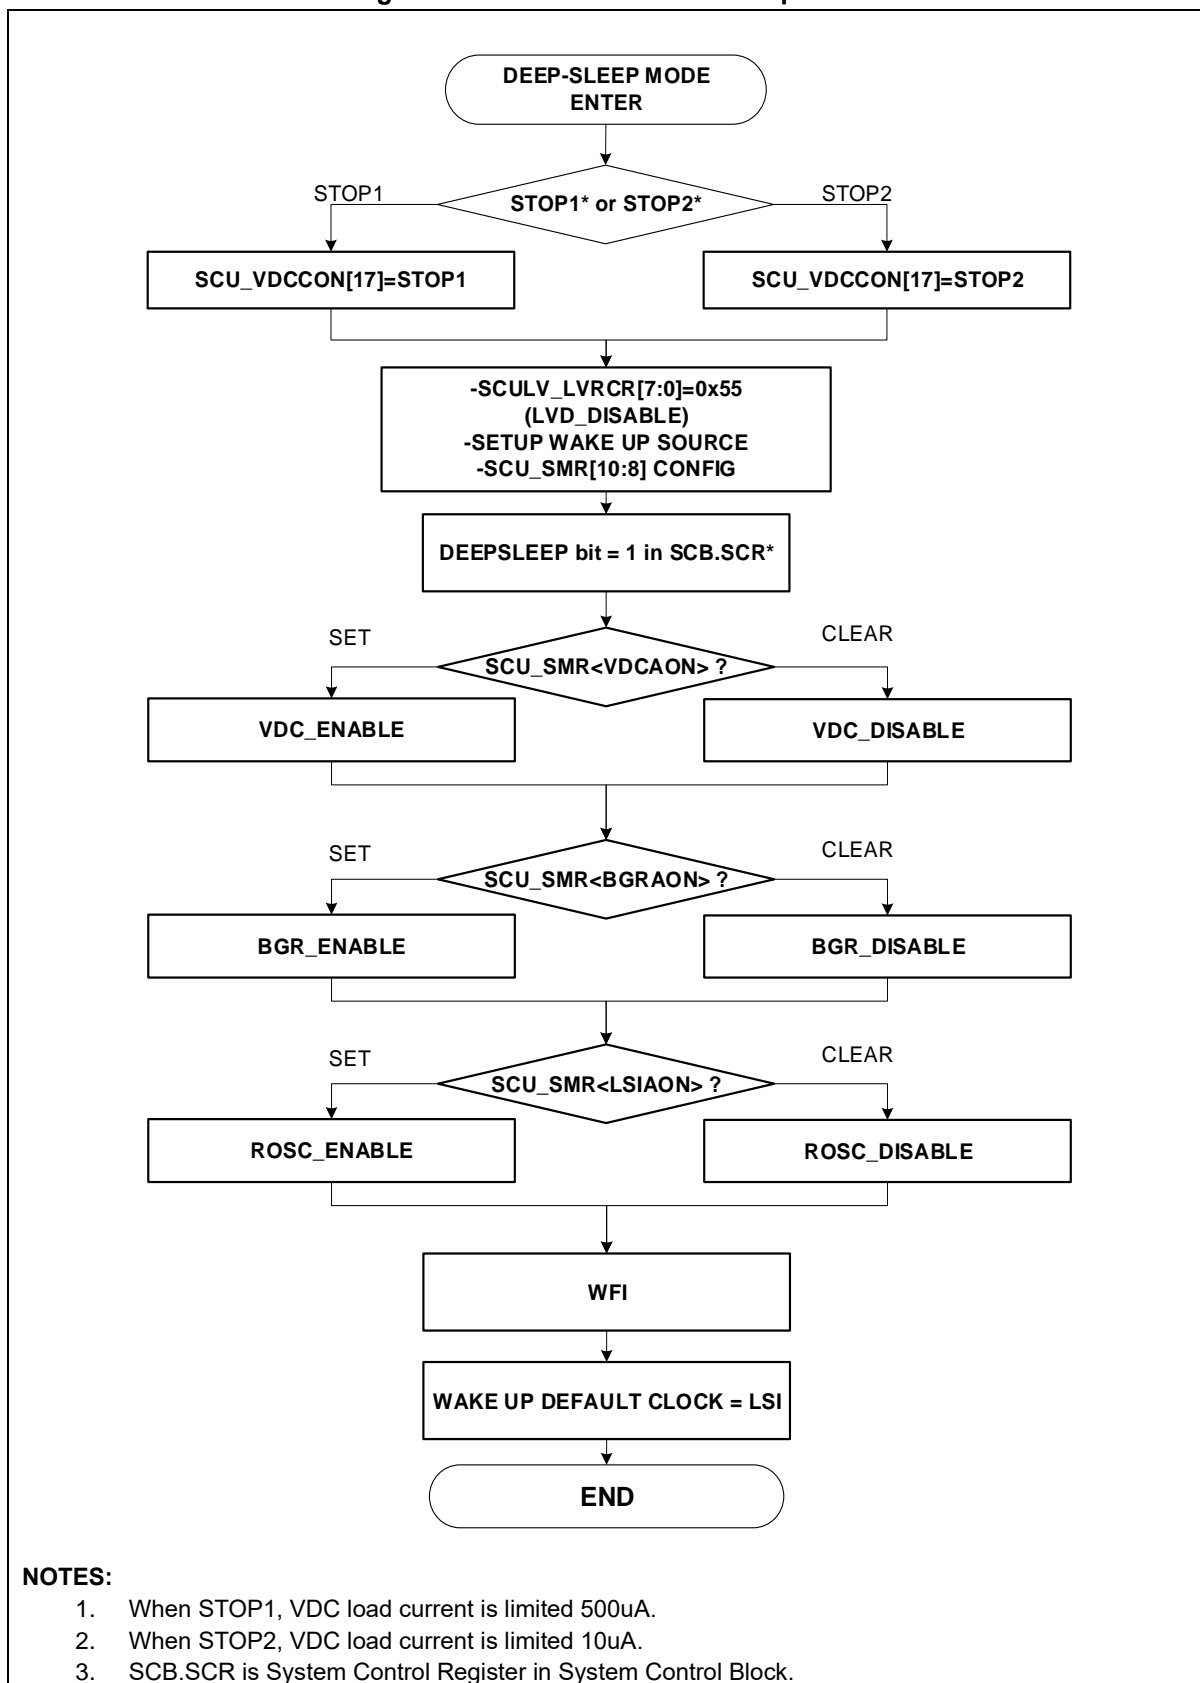 DEEP-SLEEP MODE
ENTER
STOP1
STOP1* or STOP2*
STOP2
SCU_VDCCON[17]=STOP1
SCU_VDCCON[17]=STOP2
-SCULV_LVRCR[7:0]=0x55
(LVD_DISABLE)
-SETUP WAKE UP SOURCE
-SCU_SMR[10:8] CONFIG
DEEPSLEEP bit = 1 in SCB.SCR*
SET
CLEAR
SCU_SMR<VDCAON> ?
VDC_ENABLE
VDC_DISABLE
SET
CLEAR
SCU_SMR<BGRAON> ?
BGR_ENABLE
BGR_DISABLE
SET
CLEAR
SCU_SMR<LSIAON> ?
ROSC_ENABLE
ROSC_DISABLE
WFI
WAKE UP DEFAULT CLOCK = LSI
END
NOTES:
1. When STOP1, VDC load current is limited 500uA.
2. When STOP2, VDC load current is limited 10uA.
3. SCB.SCR is System Control Register in System Control Block.